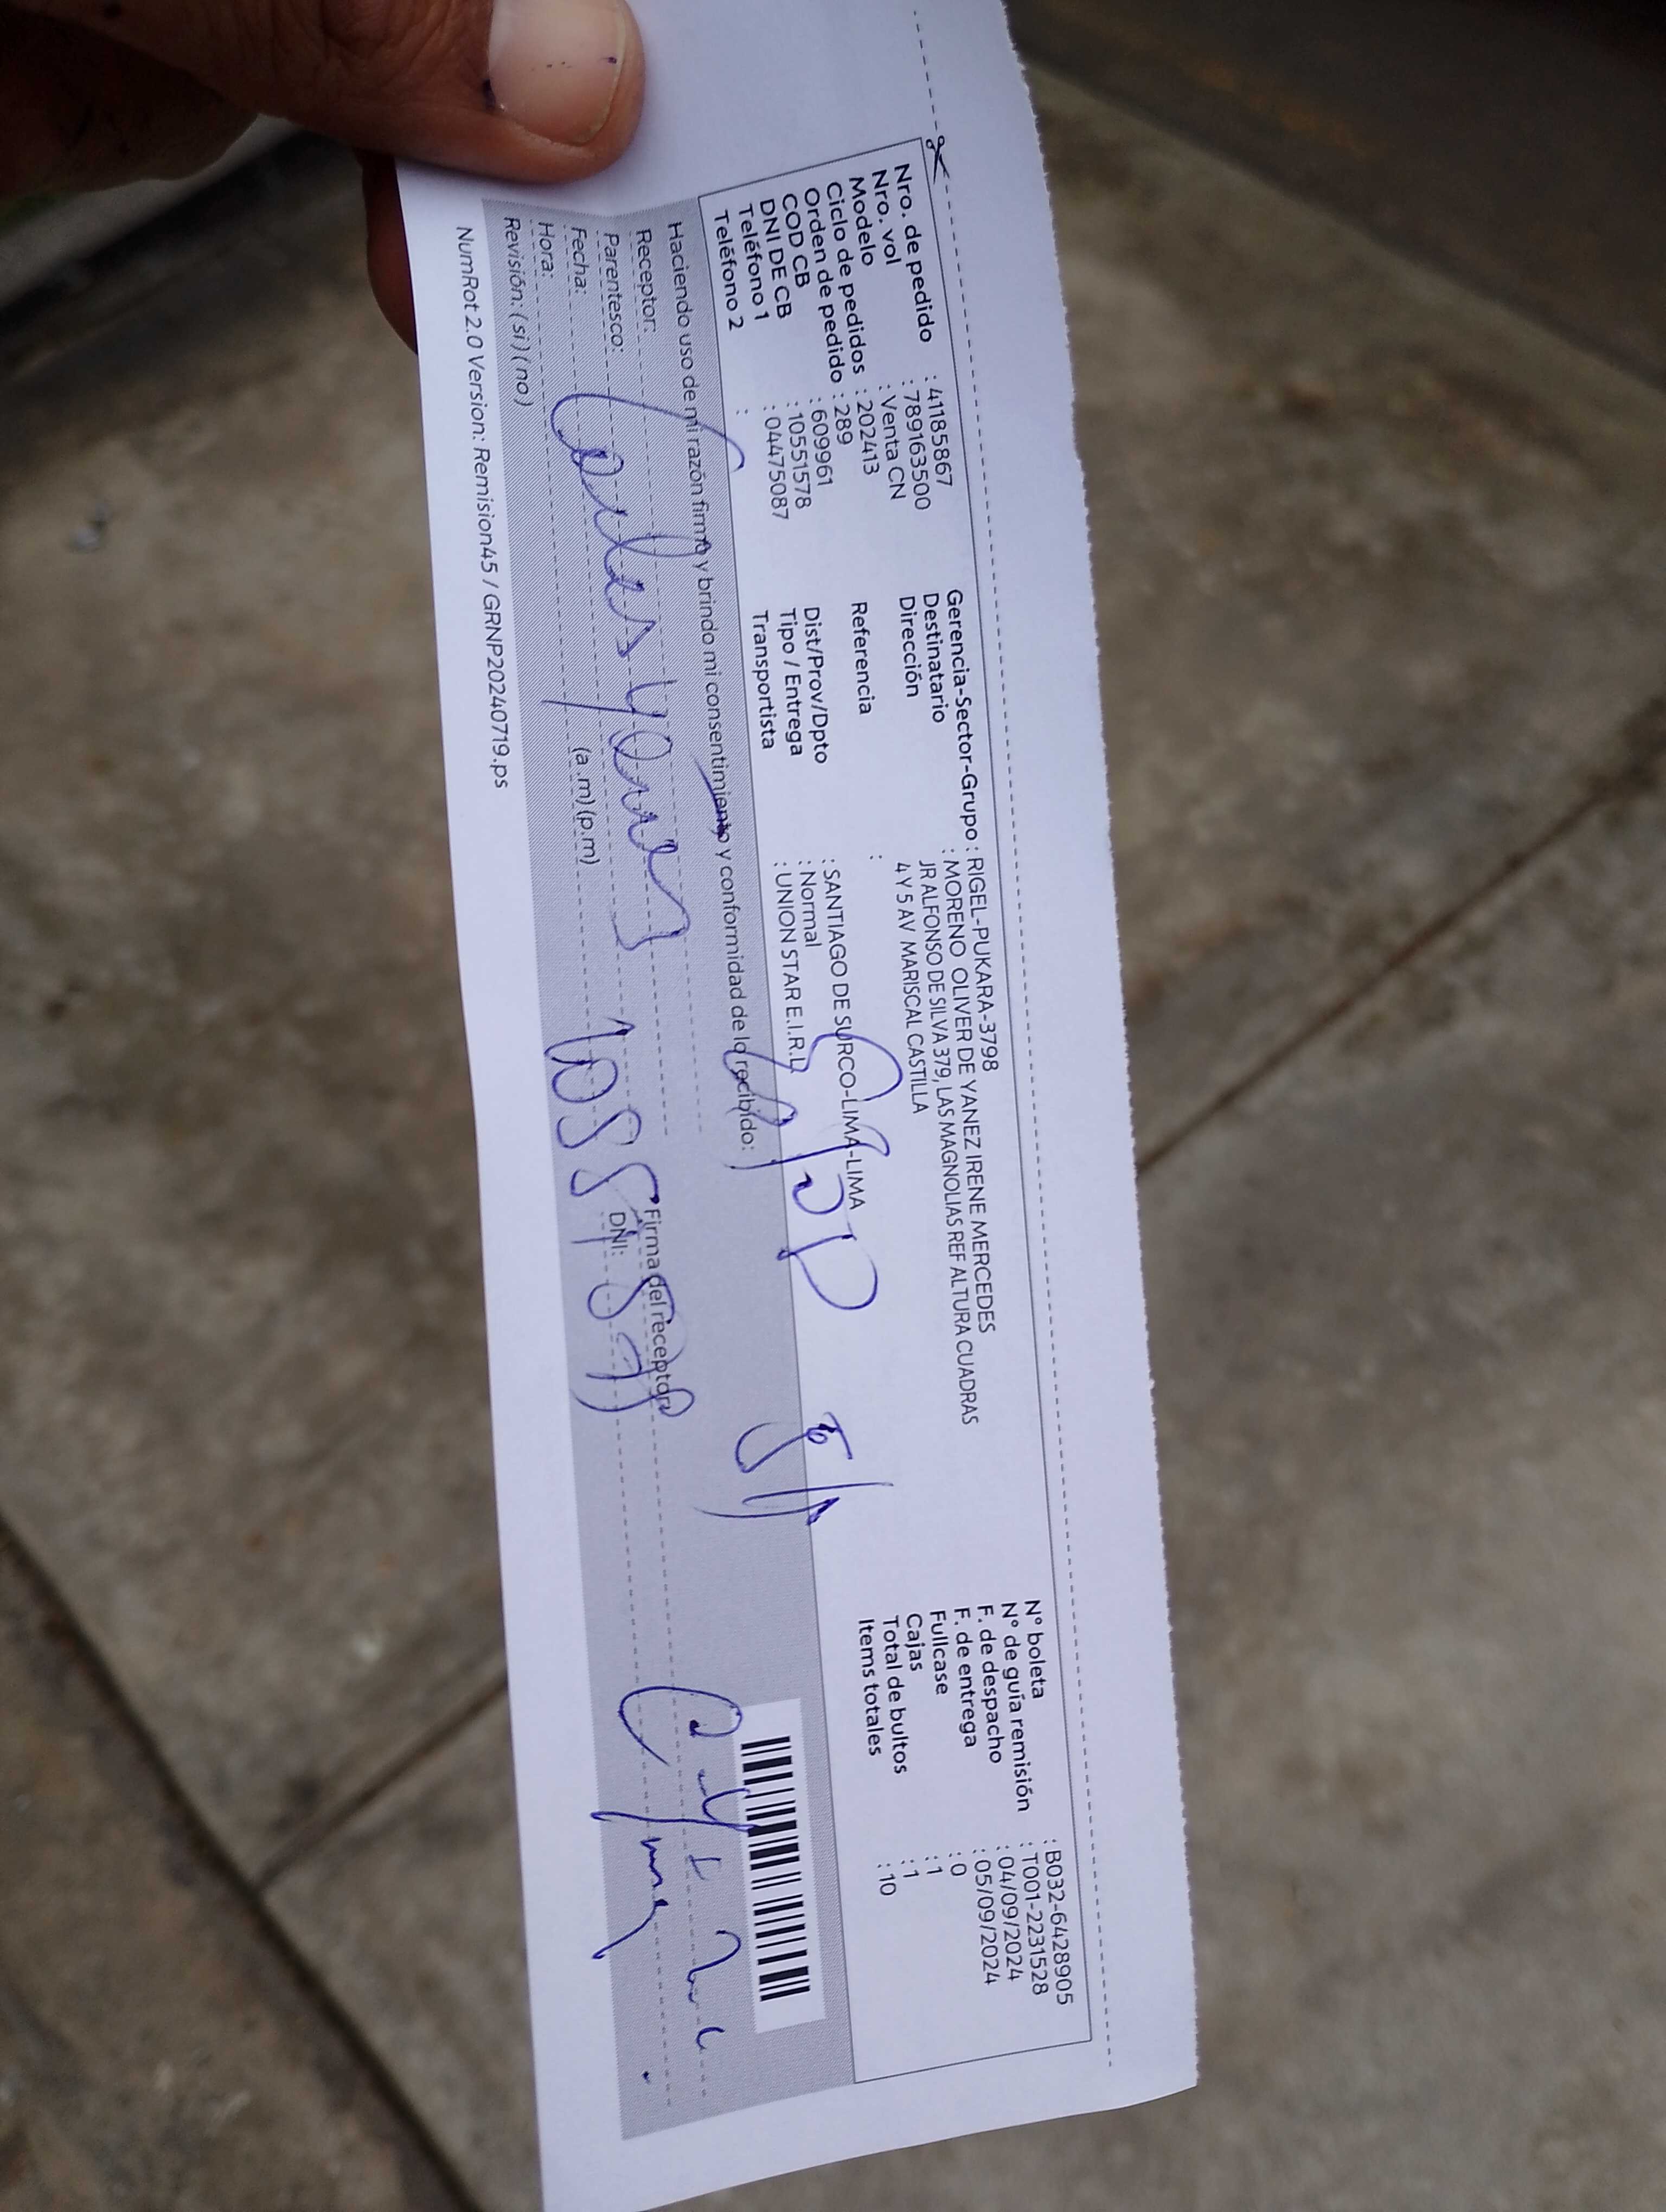 Nro. de pedido : 41185867
Nro. vol : 789163500
Modelo : Venta CN
Ciclo de pedidos : 202413
Orden de pedido : 289
COD CB : 609961
DNI DE CB : 10551578
Teléfono 1 : 04475087
Teléfono 2 :
Gerencia-Sector-Grupo : RIGEL-PUKARA-3798
Destinatario : MORENO OLIVER DE YANEZ IRENE MERCEDES
Dirección JR ALFONSO DE SILVA 379, LAS MAGNOLIAS REF ALTURA CUADRAS
4 Y 5 AV MARISCAL CASTILLA
Referencia :
Dist/Prov/Dpto : SANTIAGO DE SURCO-LIMA-LIMA
Tipo / Entrega : Normal
Transportista : UNION STAR E.I.R.L
N° boleta : B032-6428905
N° de guía remisión : T001-2231528
F. de despacho : 04/09/2024
F. de entrega : 05/09/2024
Fullcase : 0
Cajas : 1
Total de bultos : 1
Items totales : 10
Haciendo uso de mi razón firmo y brindo mi consentimiento y conformidad de lo recibido:
Receptor:
Parentesco:
Fecha:
Hora: (a.m) (p.m)
Revisión: (si) (no)
Firma del receptor
DNI:
NumRot 2.0 Version: Remision45 / GRNP20240719.ps